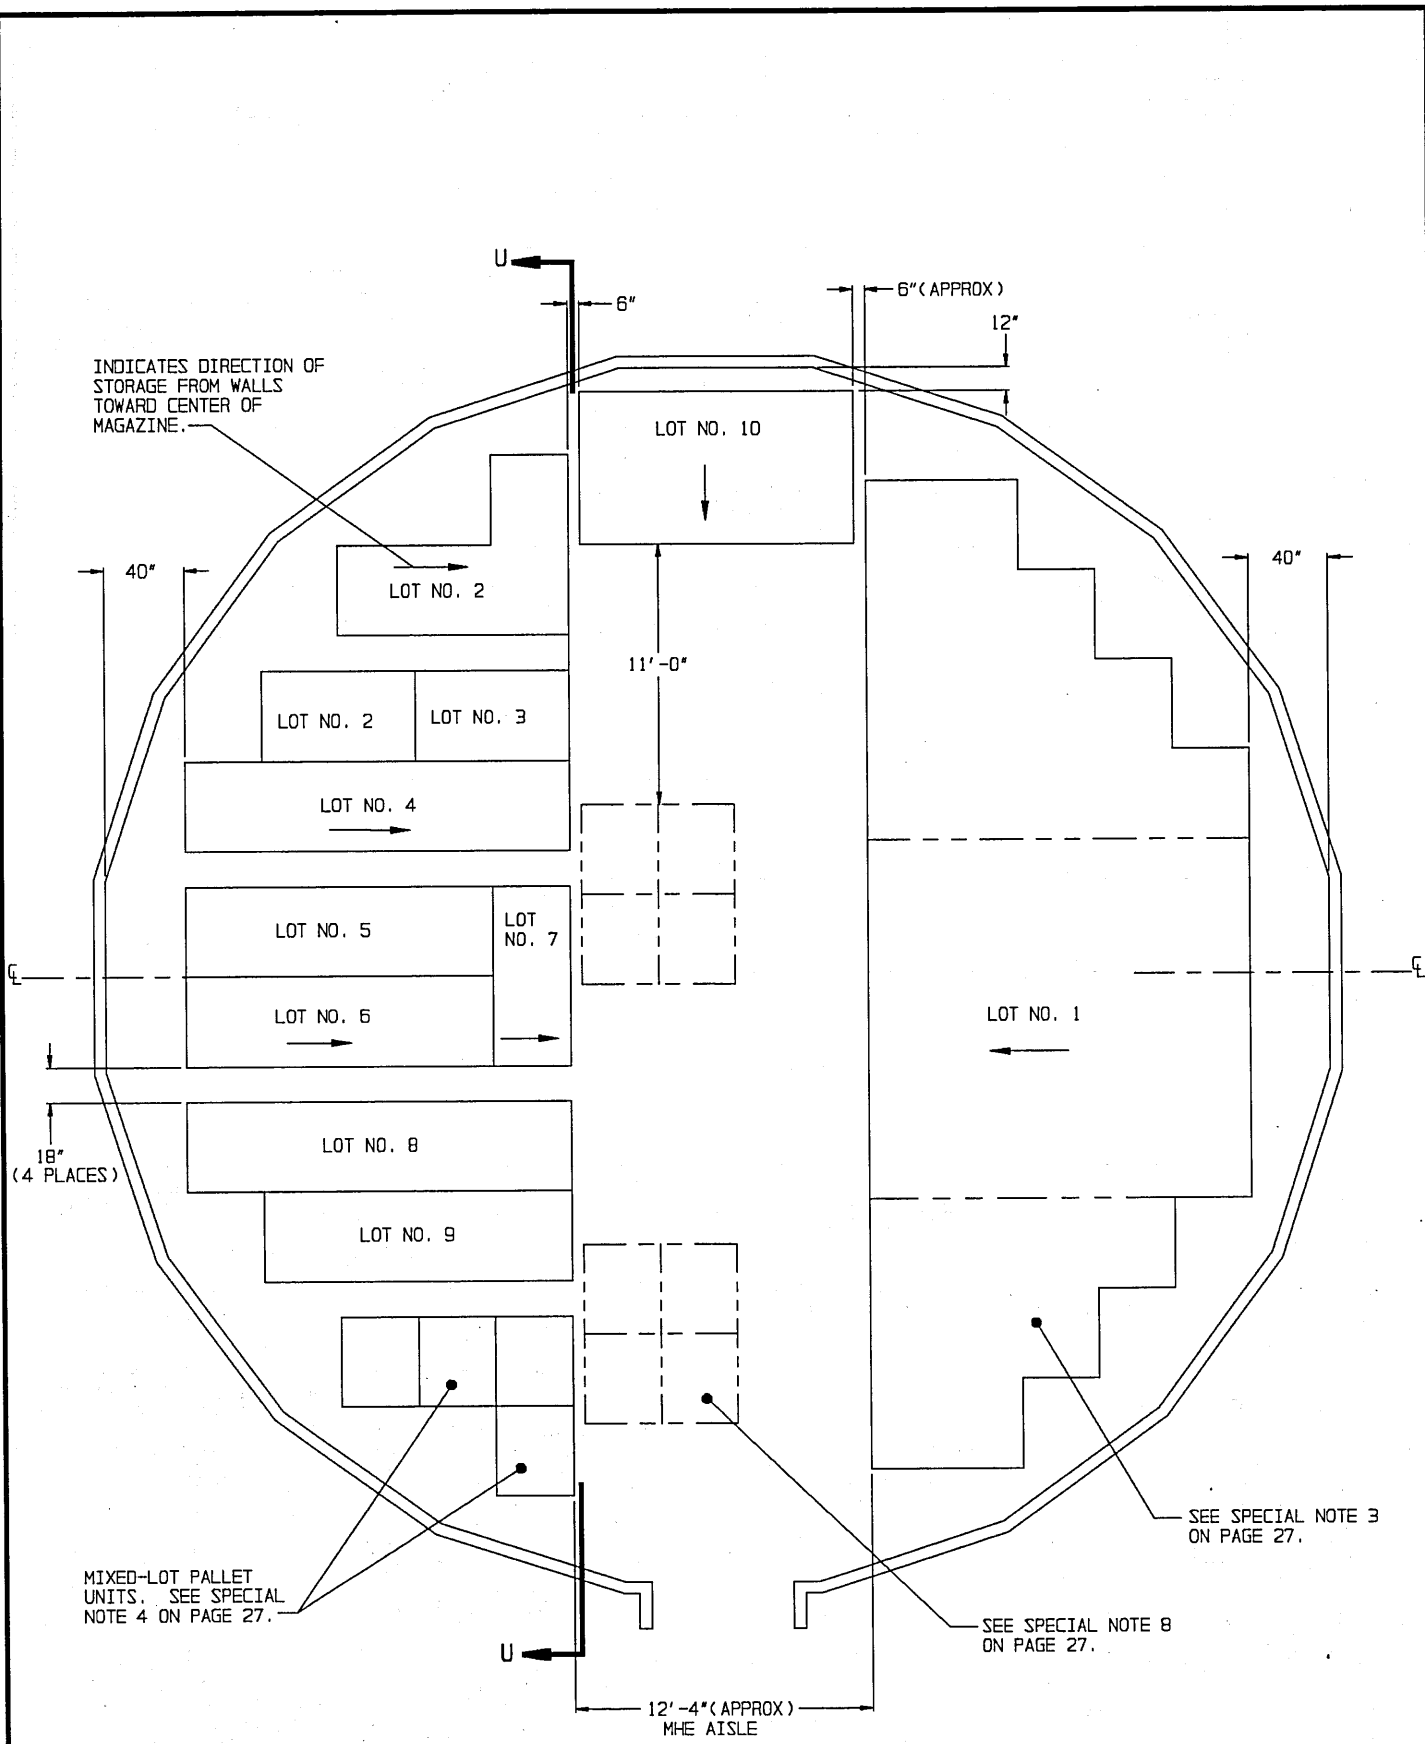 U
6"
6"(APPROX)
12"
INDICATES DIRECTION OF
STORAGE FROM WALLS
TOWARD CENTER OF
MAGAZINE.
LOT NO. 10
40"
40"
LOT NO. 2
11'-0"
LOT NO. 2
LOT NO. 3
LOT NO. 4
LOT NO. 5
LOT
NO. 7
℄
℄
LOT NO. 6
LOT NO. 1
18"
(4 PLACES)
LOT NO. 8
LOT NO. 9
SEE SPECIAL NOTE 3
ON PAGE 27.
MIXED-LOT PALLET
UNITS. SEE SPECIAL
NOTE 4 ON PAGE 27.
SEE SPECIAL NOTE 8
ON PAGE 27.
U
12'-4"(APPROX)
MHE AISLE